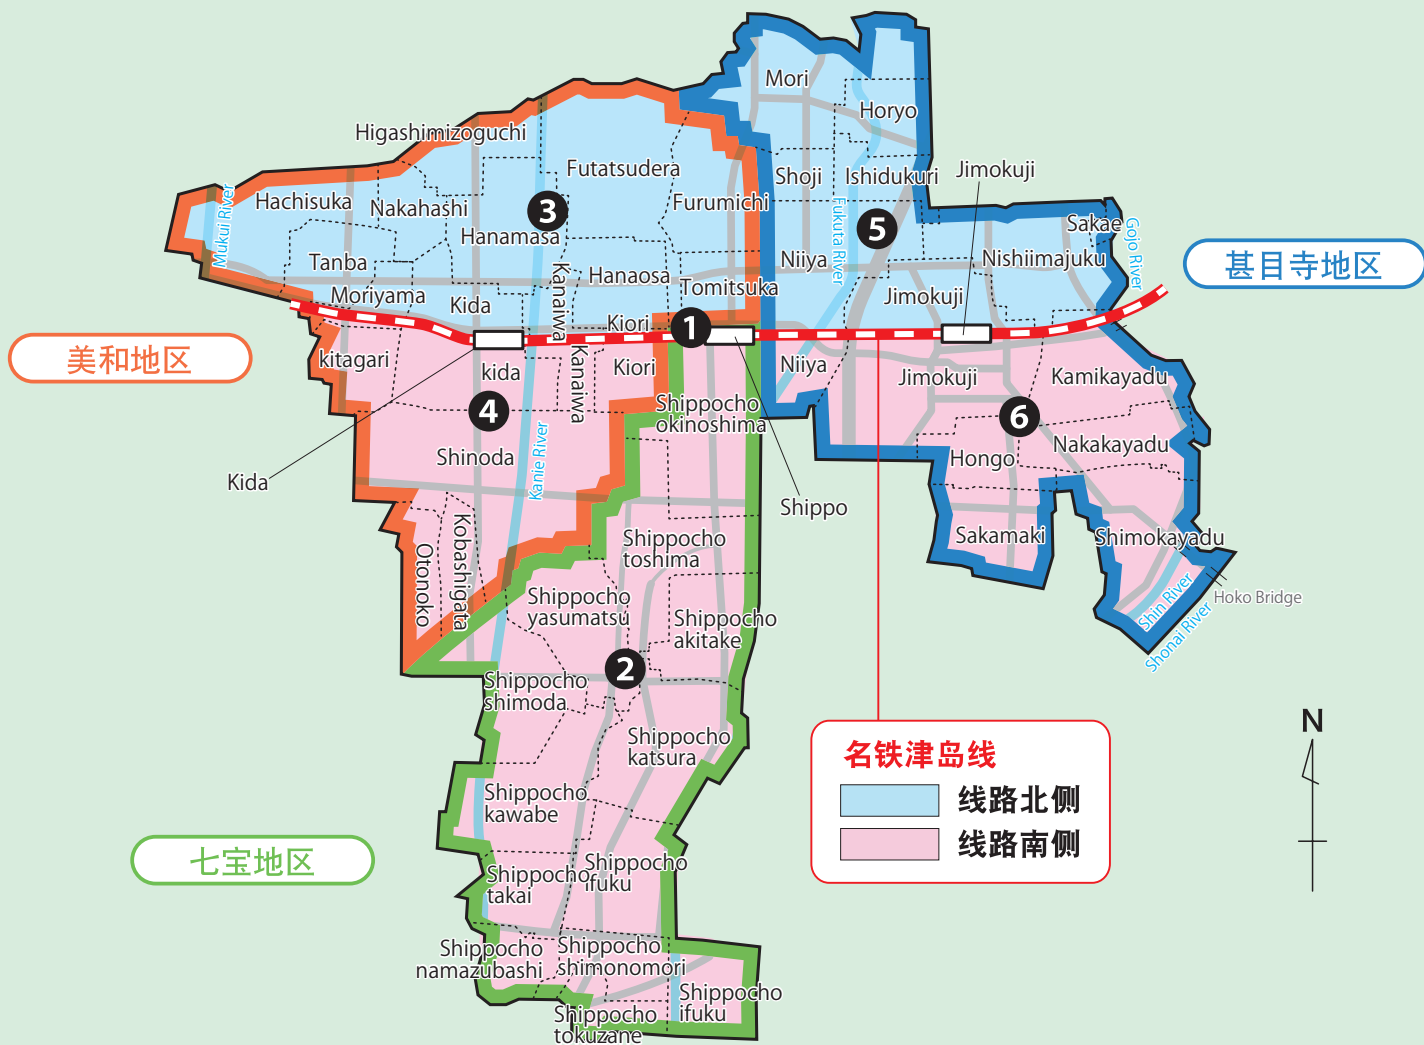 Mori
Horyo
Higashimizoguchi
Futatsudera
Shoji
Ishidukuri
Jimokuji
Hachisuka
Nakahashi
Furumichi
Mukui River
3
Fukuta River
5
Sakae
Gojo River
Hanamasa
Tanba
Hanaosa
Niiya
Nishiimajuku
甚目寺地区
Moriyama
Kida
Kanaiwa
Tomitsuka
Jimokuji
Kiori
1
美和地区
kitagari
kida
Kanaiwa
Kiori
Niiya
Jimokuji
Kamikayadu
4
Shippocho
okinoshima
6
Shinoda
Kanie River
Hongo
Nakakayadu
Kida
Shippo
Otonoko
Kobashigata
Shippocho
toshima
Sakamaki
Shimokayadu
Shippocho
yasumatsu
Shippocho
akitake
Shin River
Shonai River
Hoko Bridge
2
Shippocho
shimoda
Shippocho
katsura
名铁津岛线
线路北侧
线路南侧
N
Shippocho
kawabe
七宝地区
Shippocho
takai
Shippocho
ifuku
Shippocho
namazubashi
Shippocho
shimonomori
Shippocho
ifuku
Shippocho
tokuzane